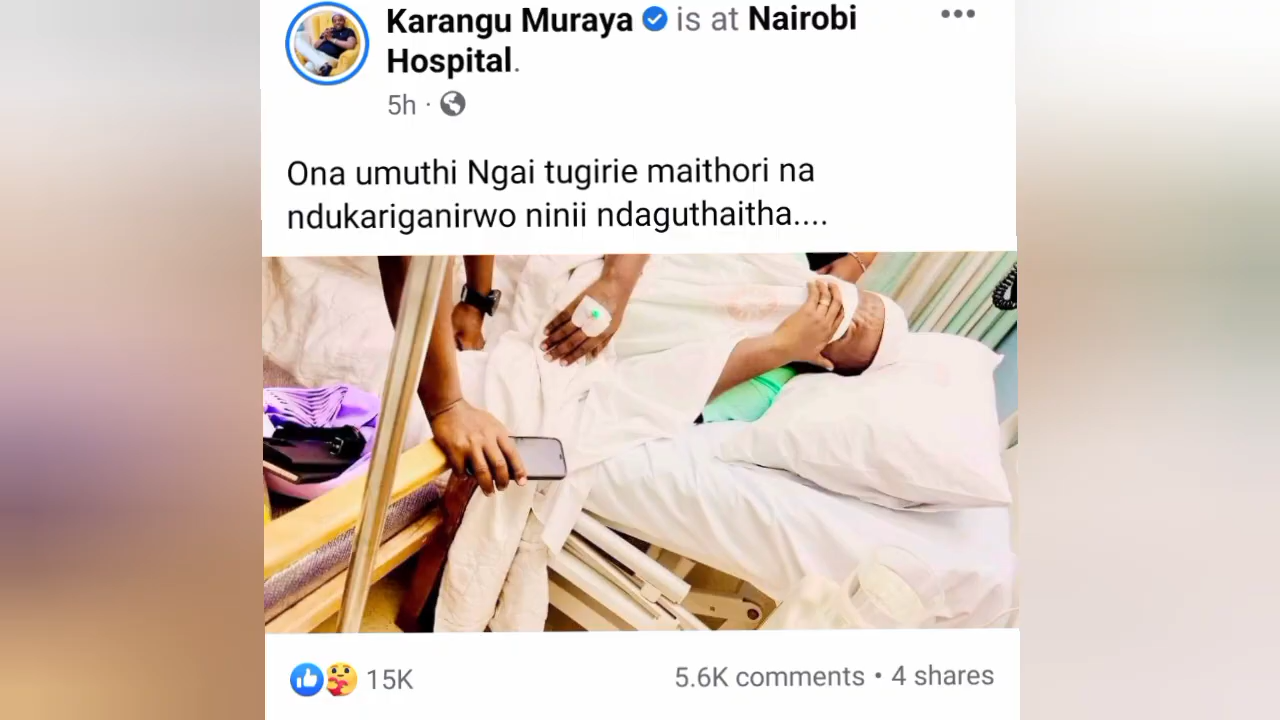 Karangu Muraya is at Nairobi
Hospital.
5h ·
Ona umuthi Ngai tugirie maithori na
ndukariganirwo ninii ndaguthaitha....
15K
5.6K comments • 4 shares